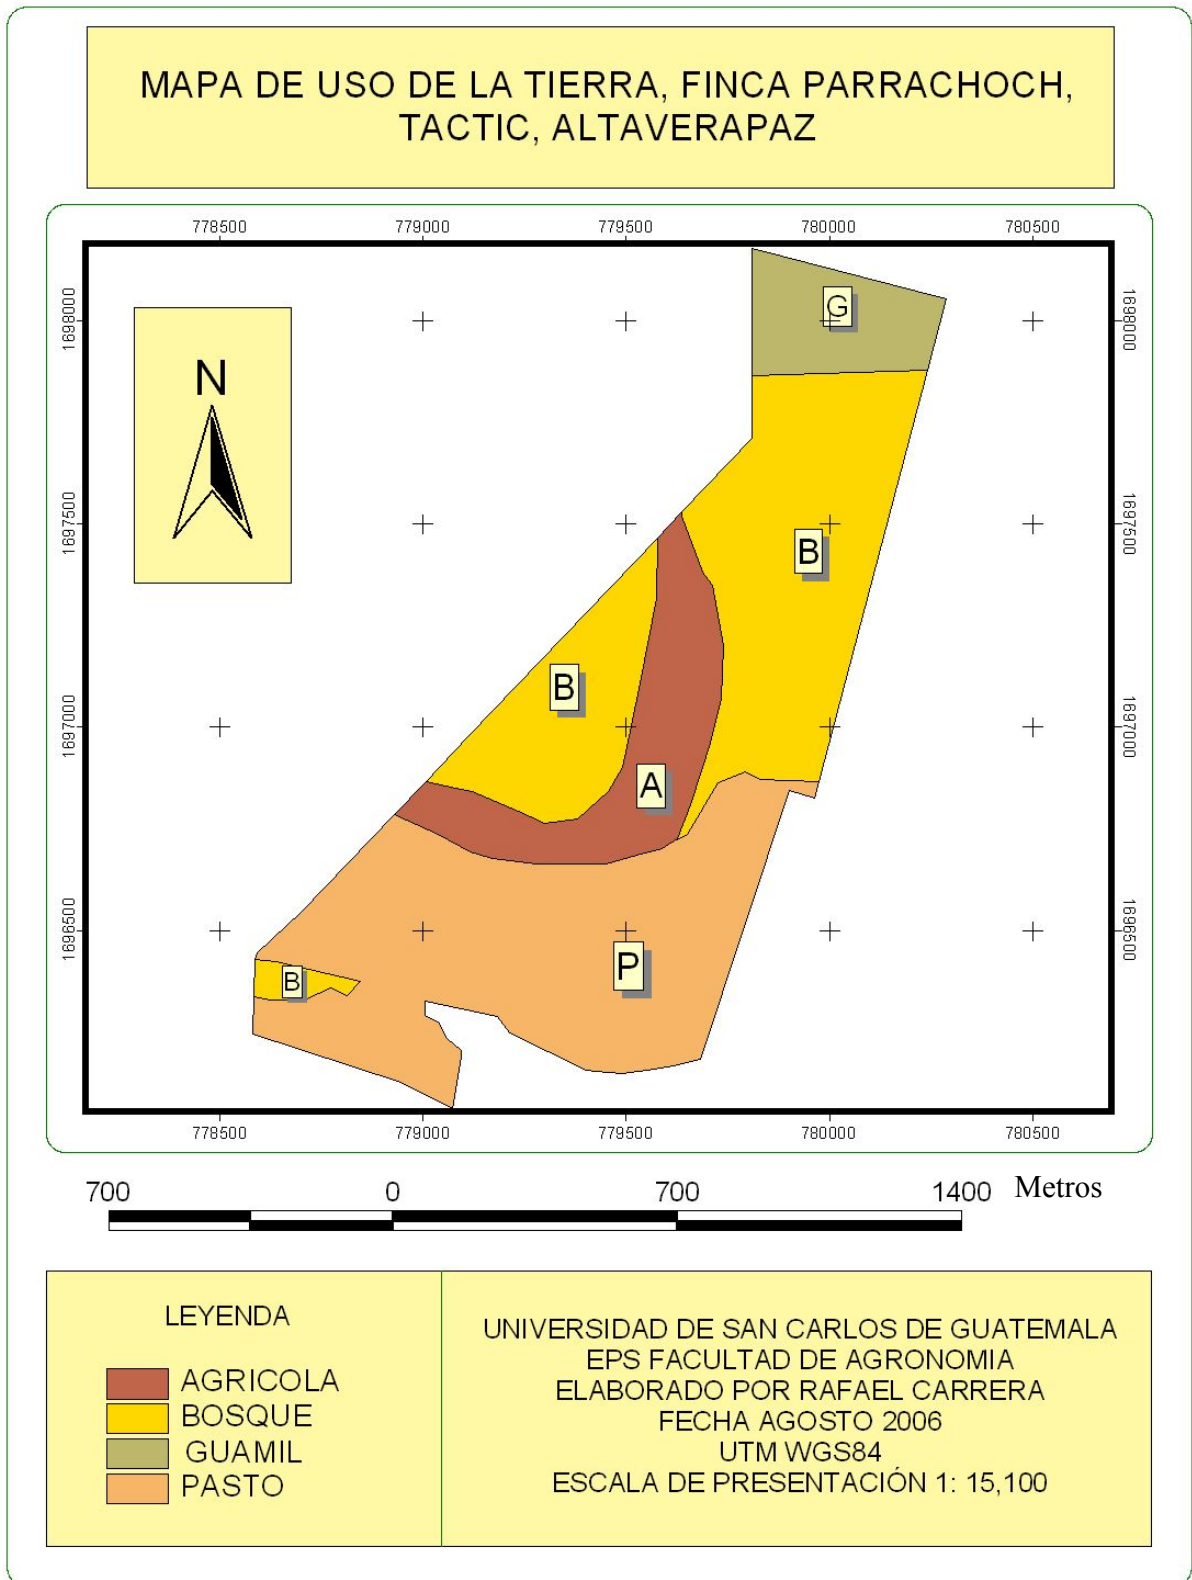 MAPA DE USO DE LA TIERRA, FINCA PARRACHOCH,
TACTIC, ALTAVERAPAZ
778500 779000 779500 780000 780500
1698000 1698000
1697500 1697500
1697000 1697000
1696500 1696500
N
G
B
B
A
P
B
778500 779000 779500 780000 780500
700 0 700 1400 Metros
LEYENDA
AGRICOLA
BOSQUE
GUAMIL
PASTO
UNIVERSIDAD DE SAN CARLOS DE GUATEMALA
EPS FACULTAD DE AGRONOMIA
ELABORADO POR RAFAEL CARRERA
FECHA AGOSTO 2006
UTM WGS84
ESCALA DE PRESENTACIÓN 1: 15,100